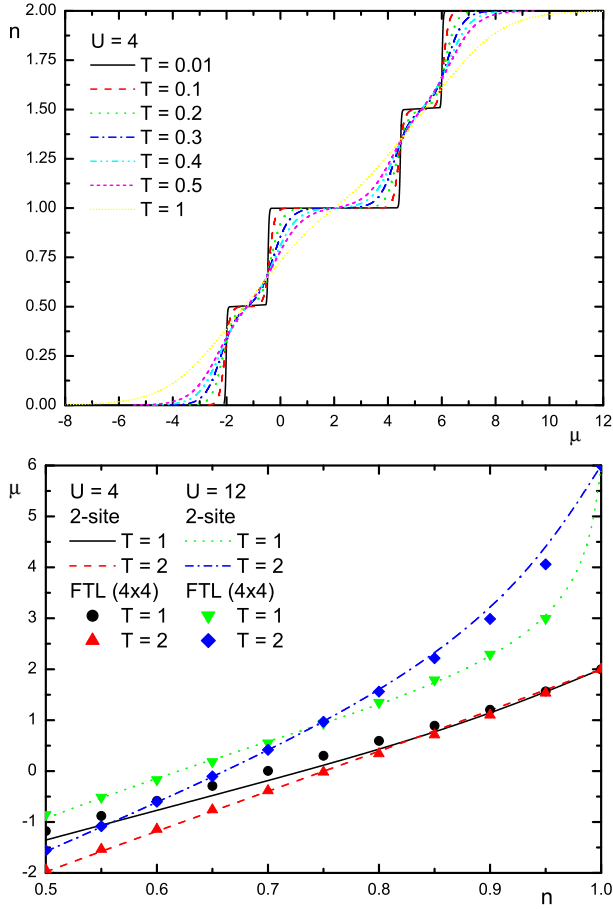 n
2.00
1.75
1.50
1.25
1.00
0.75
0.50
0.25
0.00
U = 4
T = 0.01
T = 0.1
T = 0.2
T = 0.3
T = 0.4
T = 0.5
T = 1
-8 -6 -4 -2 0 2 4 6 8 10 12
μ
μ
6
5
4
3
2
1
0
-1
-2
U = 4 U = 12
2-site 2-site
T = 1 T = 1
T = 2 T = 2
FTL (4x4) FTL (4x4)
T = 1 T = 1
T = 2 T = 2
0.5 0.6 0.7 0.8 0.9 1.0
n